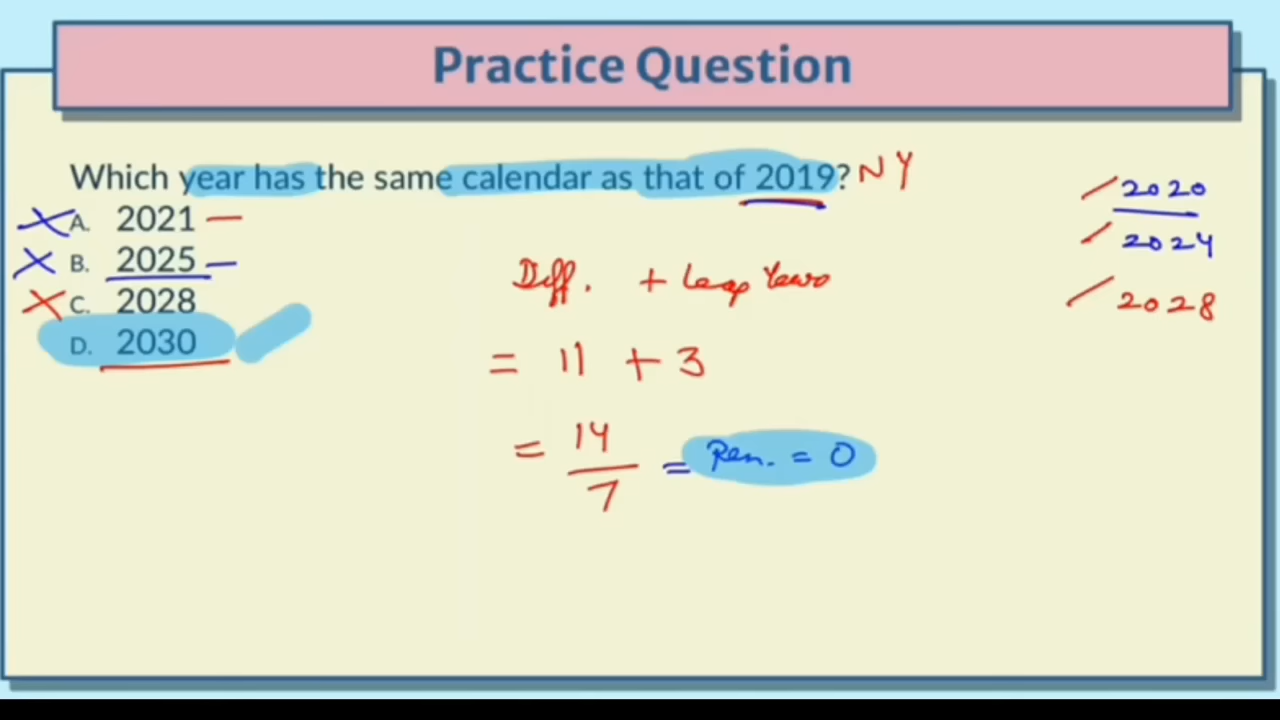 Practice Question
Which year has the same calendar as that of 2019? NY
A. 2021
B. 2025
C. 2028
D. 2030
2020
2024
2028
Diff. + Leap Years
= 11 + 3
= 14/7 = Rem. = 0